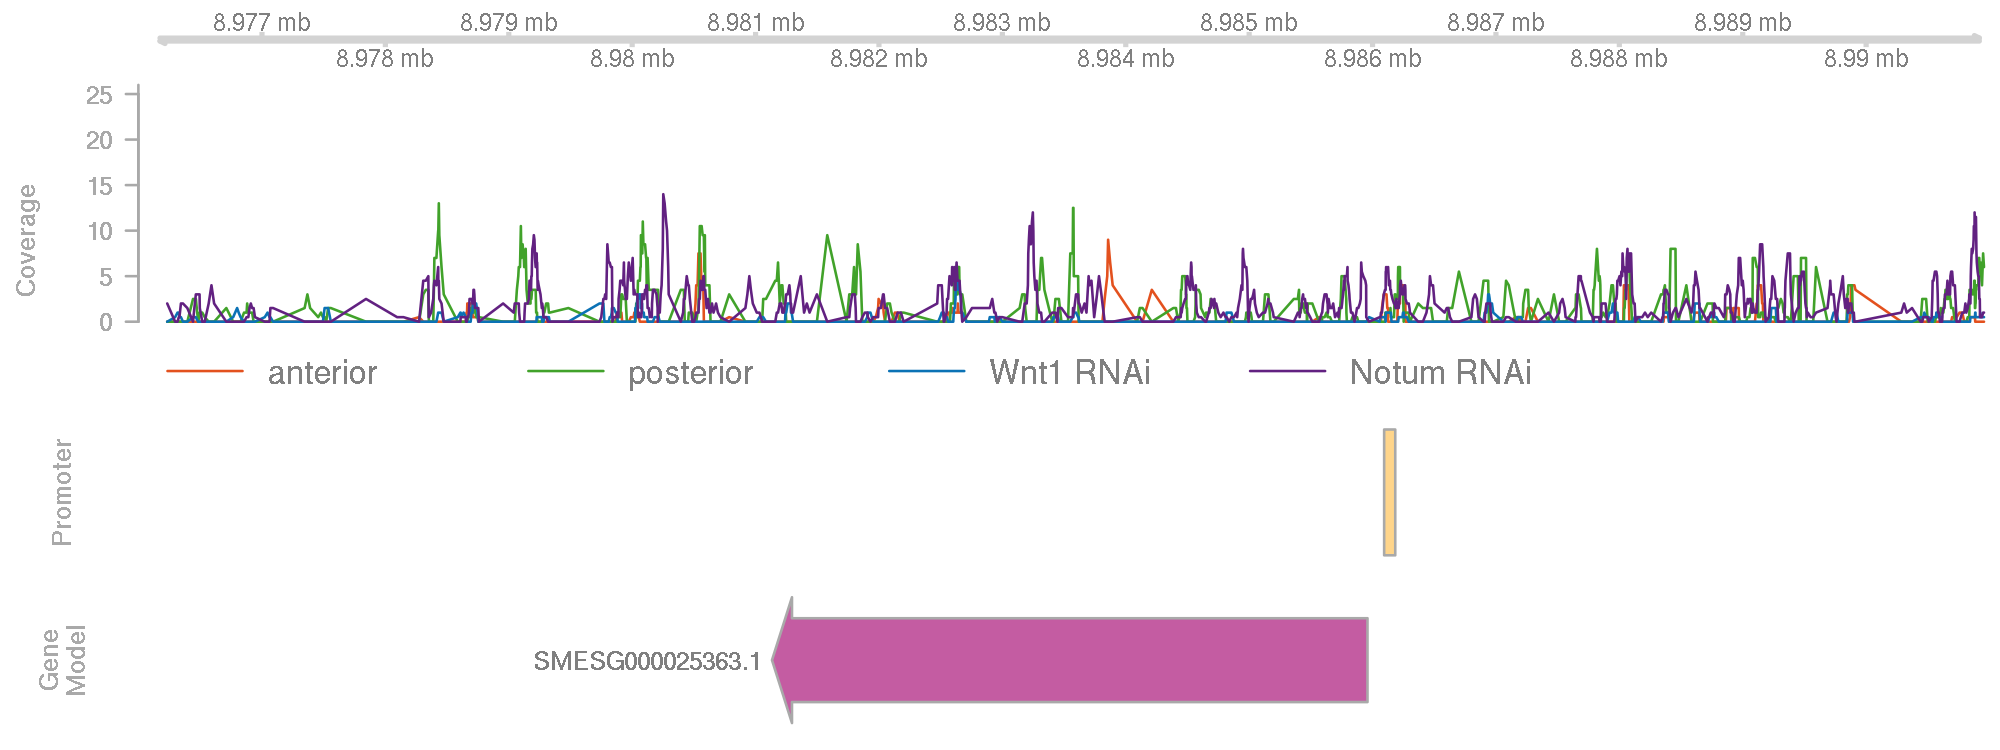 8.977 mb 8.979 mb 8.981 mb 8.983 mb 8.985 mb 8.987 mb 8.989 mb
8.978 mb 8.98 mb 8.982 mb 8.984 mb 8.986 mb 8.988 mb 8.99 mb
25
20
15
10
5
0
Coverage
anterior posterior Wnt1 RNAi Notum RNAi
Promoter
Gene
Model
SMESG000025363.1